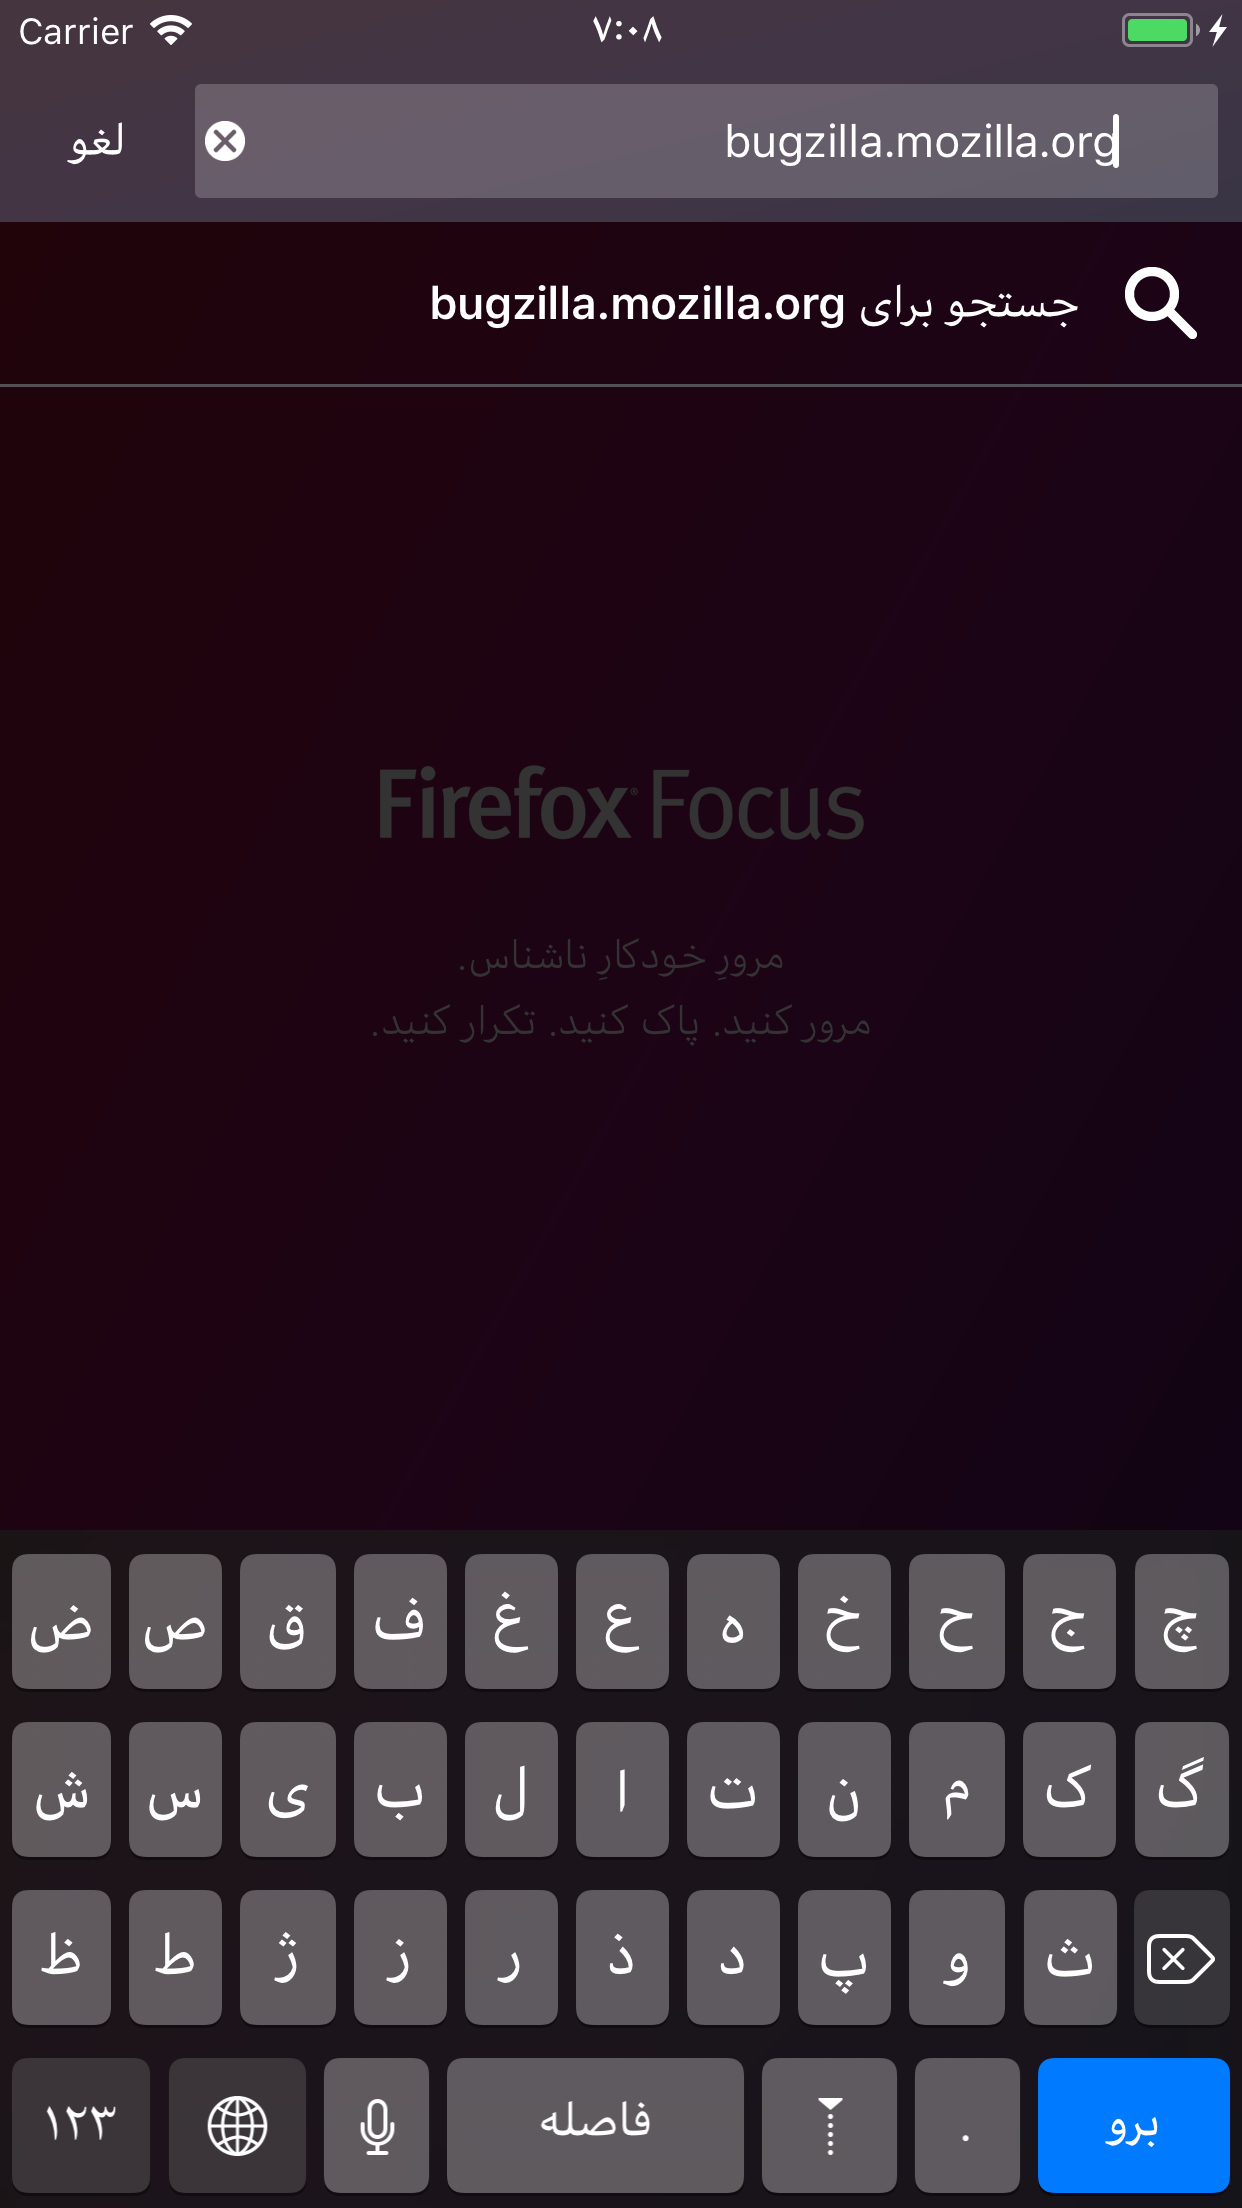 Carrier ۷:۰۸
bugzilla.mozilla.org لغو
جستجو برای bugzilla.mozilla.org
Firefox Focus
مرورِ خودکارِ ناشناس.
مرور کنید. پاک کنید. تکرار کنید.
ض ص ق ف غ ع ه خ ح ج چ
ش س ی ب ل ا ت ن م ک گ
ظ ط ژ ز ر ذ د پ و ث
۱۲۳ فاصله . برو